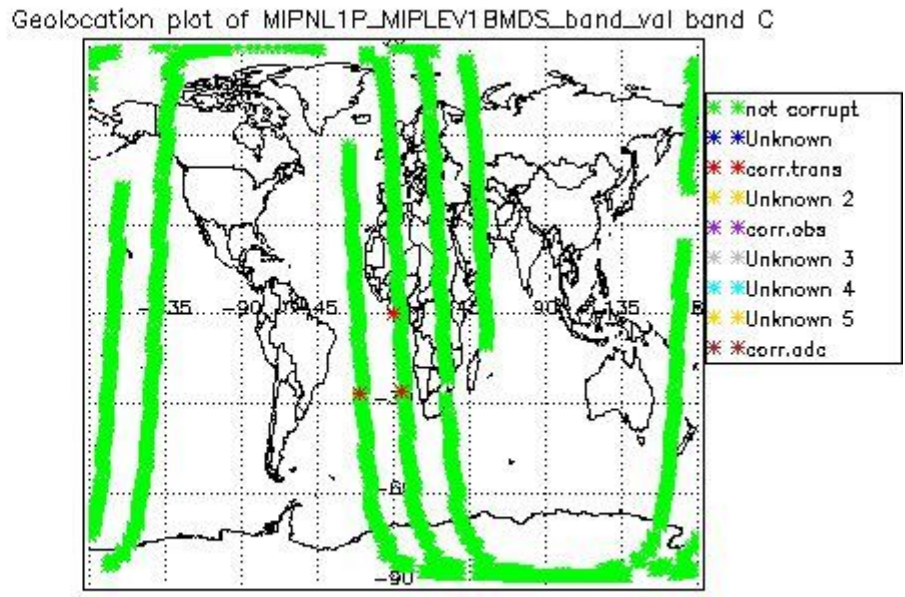 Geolocation plot of MIPNL1P_MIPLEV1BMDS_band_val band C
not corrupt
Unknown
corr.trans
Unknown 2
corr.obs
Unknown 3
Unknown 4
Unknown 5
corr.adc
-135 -90 -45 45 90 135
-60
-90